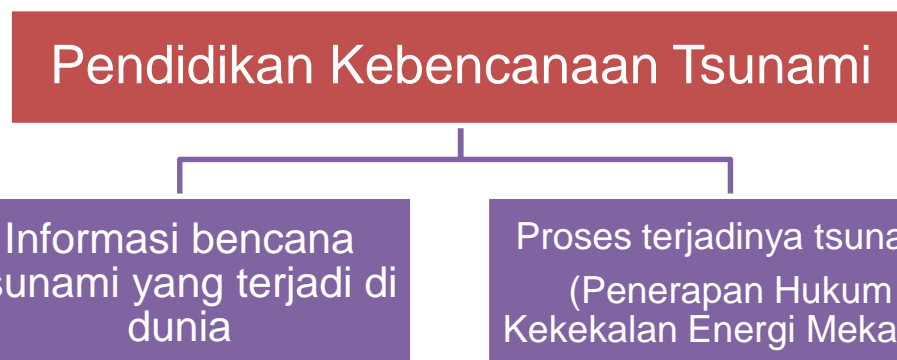 Pendidikan Kebencanaan Tsunami
Informasi bencana
sunami yang terjadi di
dunia
Proses terjadinya tsuna
(Penerapan Hukum
Kekekalan Energi Meka